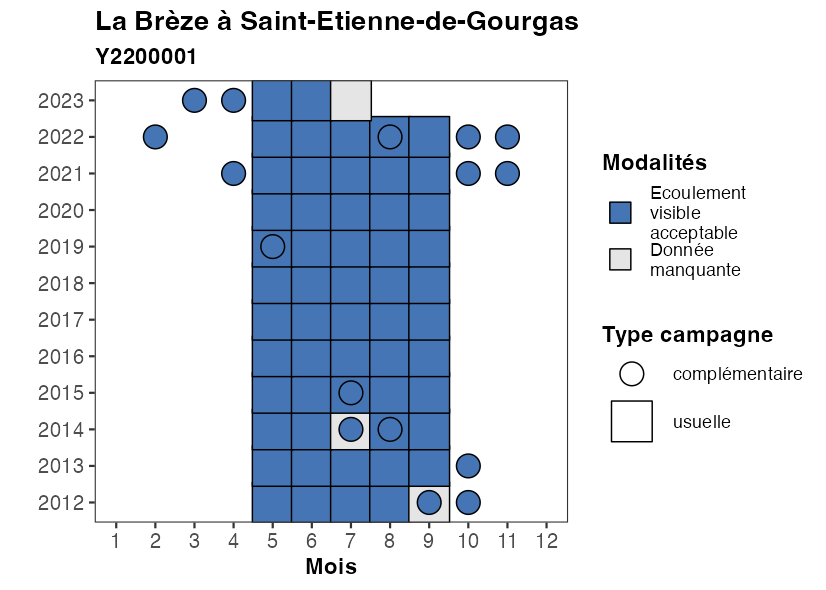 La Brèze à Saint-Etienne-de-Gourgas
Y2200001
2023
2022
2021
2020
2019
2018
2017
2016
2015
2014
2013
2012
1 2 3 4 5 6 7 8 9 10 11 12
Mois
Modalités
Ecoulement
visible
acceptable
Donnée
manquante
Type campagne
complémentaire
usuelle